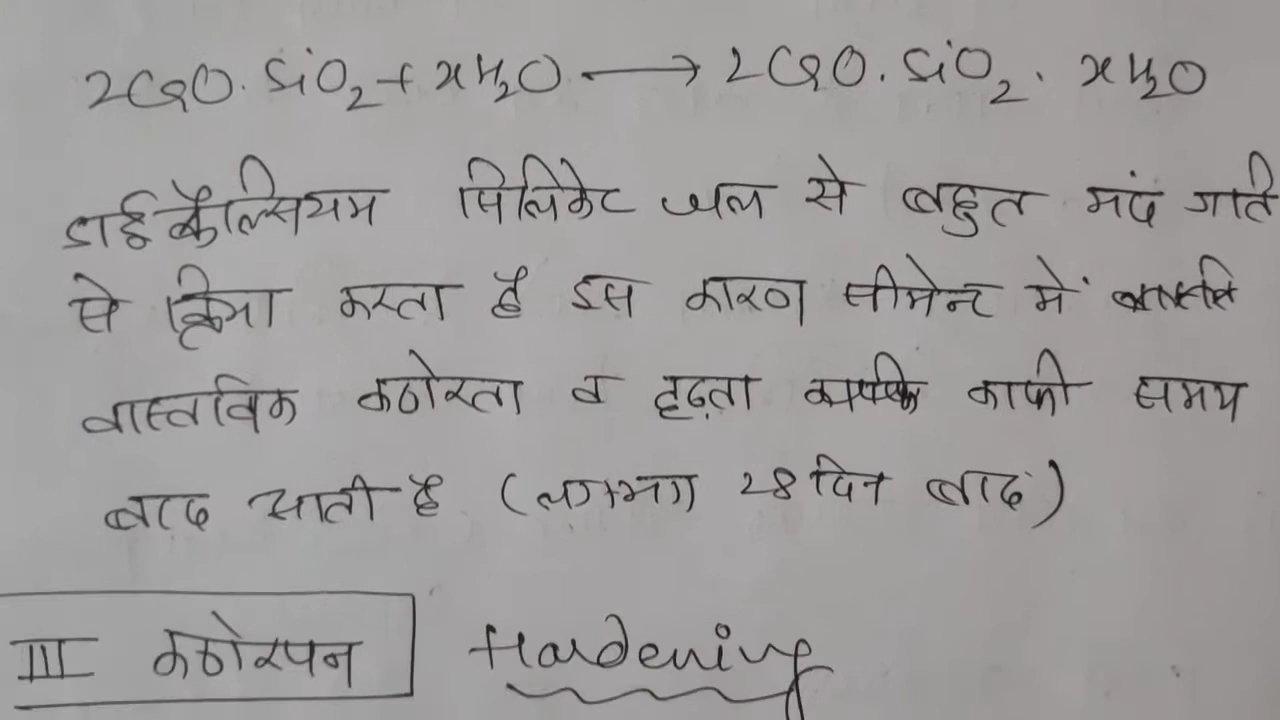 2CaO.SiO₂+xH₂O ⟶ 2CaO.SiO₂. xH₂O
डाई कैल्सियम सिलिकेट जल से बहुत मंद गति
से क्रिया करता है इस कारण सीमेन्ट में
वास्तविक कठोरता व दृढ़ता काफी समय
बाद आती है (लगभग 28 दिन बाद)
III कठोरपन Hardening